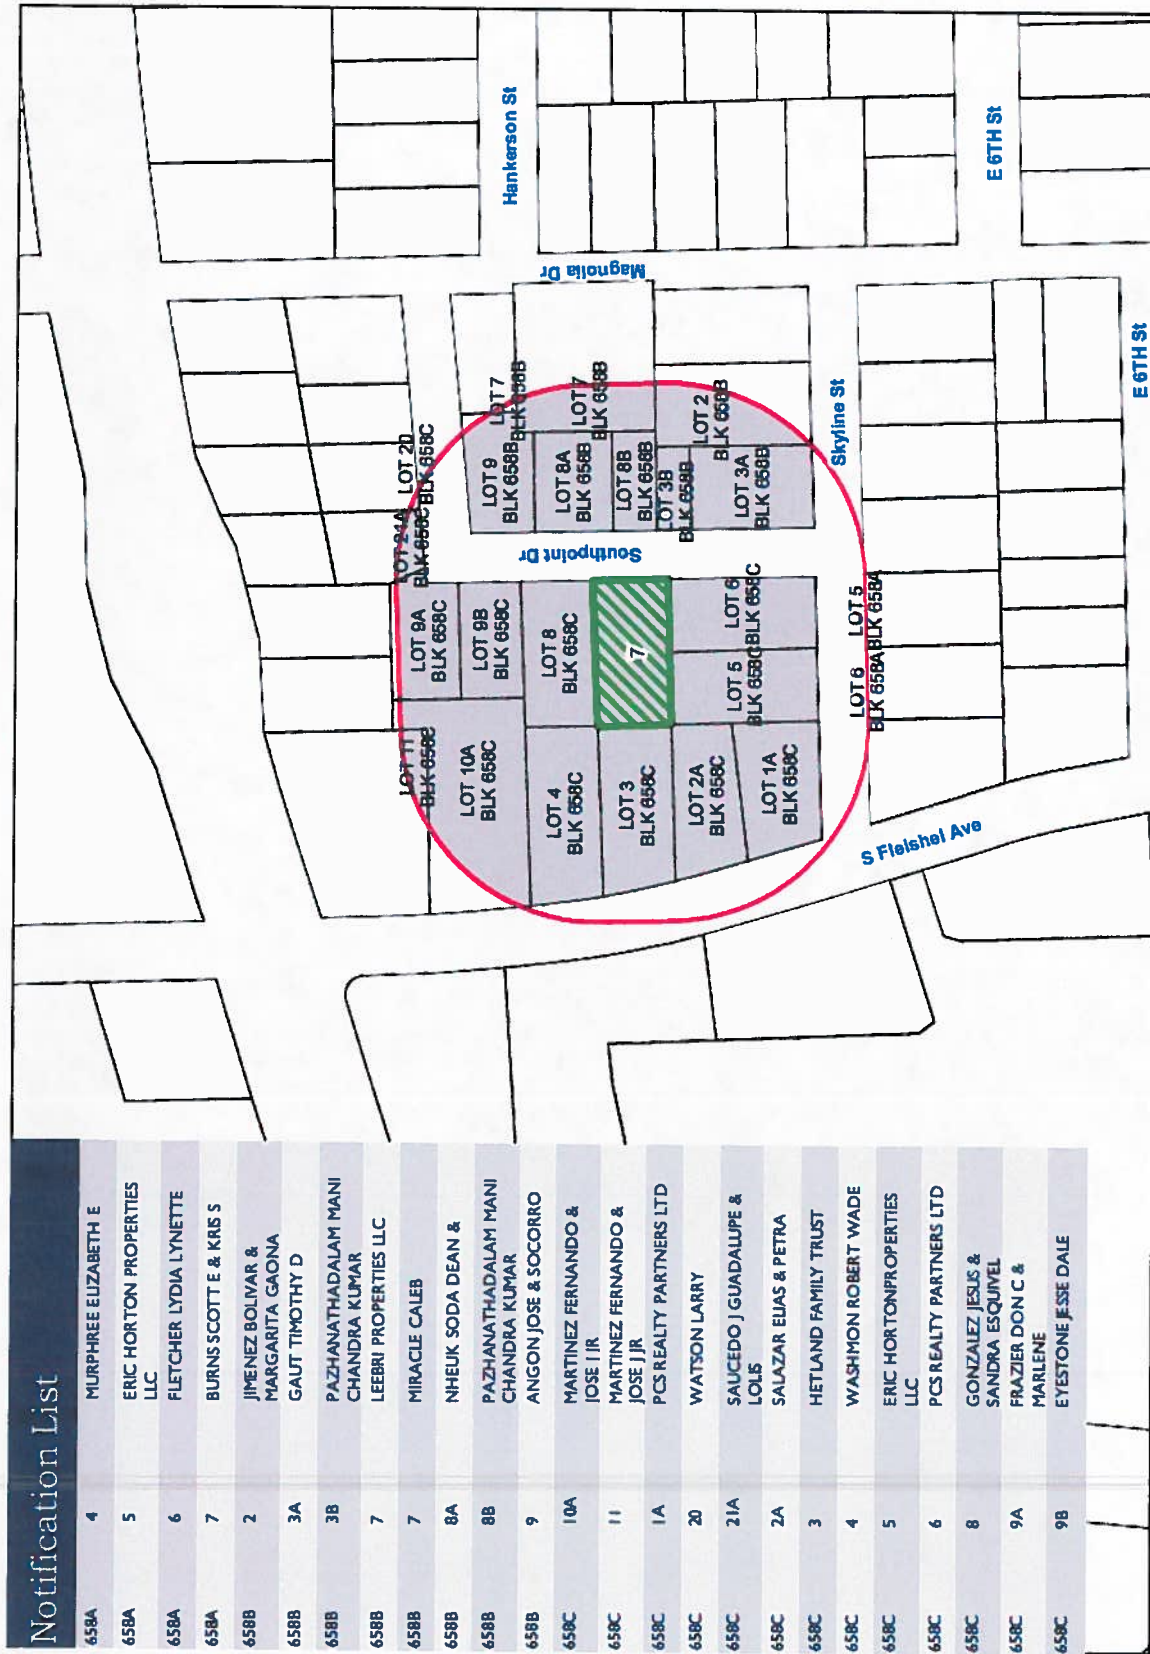 Notification List
658A 4 MURPHREE ELIZABETH E
658A 5 ERIC HORTON PROPERTIES
LLC
658A 6 FLETCHER LYDIA LYNETTE
658A 7 BURNS SCOTT E & KRIS S
658B 2 JIMENEZ BOLIVAR &
MARGARITA GAONA
658B 3A GAUT TIMOTHY D
658B 3B PAZHANATHADALAM MANI
CHANDRA KUMAR
658B 7 LEEBRI PROPERTIES LLC
658B 7 MIRACLE CALEB
658B 8A NHEUK SODA DEAN &
658B 8B PAZHANATHADALAM MANI
CHANDRA KUMAR
658B 9 ANGON JOSE & SOCORRO
658C 10A MARTINEZ FERNANDO &
JOSE J JR
658C 11 MARTINEZ FERNANDO &
JOSE J JR
658C 1A PCS REALTY PARTNERS LTD
658C 20 WATSON LARRY
658C 21A SAUCEDO J GUADALUPE &
LOLIS
658C 2A SALAZAR ELIAS & PETRA
658C 3 HETLAND FAMILY TRUST
658C 4 WASHMON ROBERT WADE
658C 5 ERIC HORTONPROPERTIES
LLC
658C 6 PCS REALTY PARTNERS LTD
658C 8 GONZALEZ JESUS &
SANDRA ESQUIVEL
658C 9A FRAZIER DON C &
MARLENE
658C 9B EYESTONE JESSE DALE
LOT 11
BLK 658C
LOT 21A
BLK 658C
LOT 20
BLK 658C
LOT 10A
BLK 658C
LOT 9A
BLK 658C
LOT 9B
BLK 658C
LOT 9
BLK 658B
LOT 7
BLK 658B
LOT 4
BLK 658C
LOT 8
BLK 658C
LOT 8A
BLK 658B
LOT 7
BLK 658B
LOT 3
BLK 658C
7
LOT 8B
BLK 658B
LOT 3B
BLK 658B
LOT 2A
BLK 658C
LOT 5
BLK 658C
LOT 6
BLK 658C
LOT 2
BLK 658B
LOT 1A
BLK 658C
LOT 3A
BLK 658B
LOT 6
BLK 658A
LOT 5
BLK 658A
Hankerson St
Magnolia Dr
Southpoint Dr
Skyline St
S Fleishel Ave
E 6TH St
E 6TH St